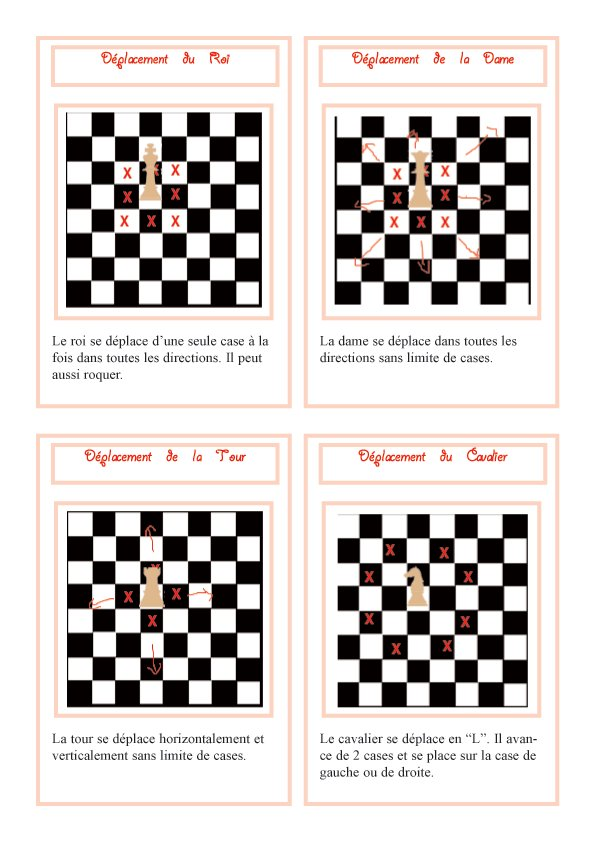 Déplacement du Roi
Le roi se déplace d’une seule case à la
fois dans toutes les directions. Il peut
aussi roquer.
Déplacement de la Dame
La dame se déplace dans toutes les
directions sans limite de cases.
Déplacement de la Tour
La tour se déplace horizontalement et
verticalement sans limite de cases.
Déplacement du Cavalier
Le cavalier se déplace en “L”. Il avan-
ce de 2 cases et se place sur la case de
gauche ou de droite.